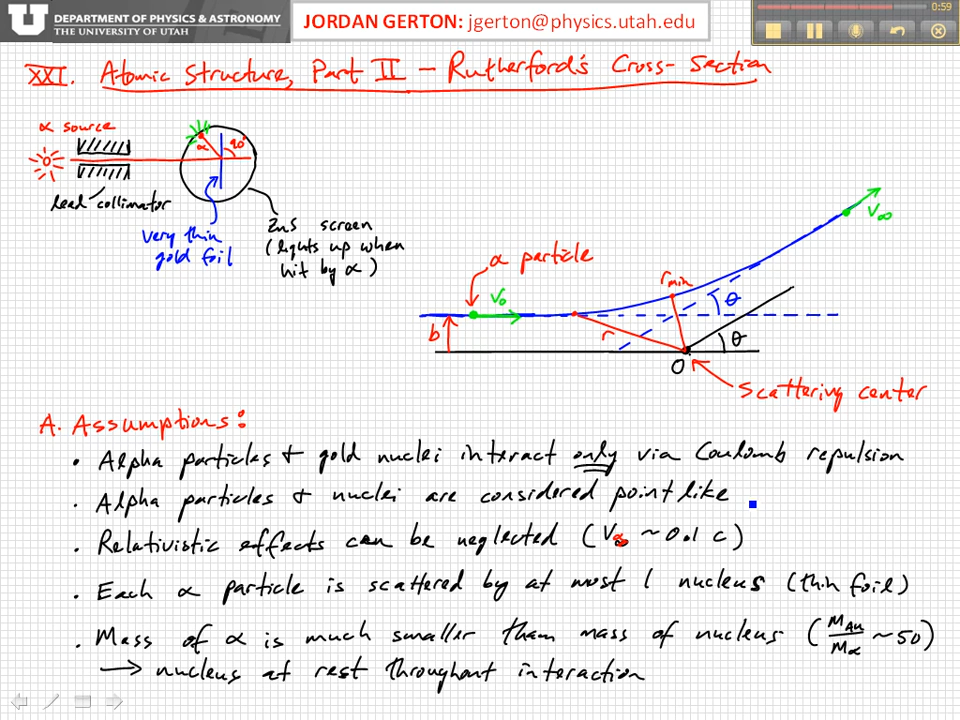 U DEPARTMENT OF PHYSICS & ASTRONOMY
THE UNIVERSITY OF UTAH
JORDAN GERTON: jgerton@physics.utah.edu
0:59
XXI. Atomic Structure, Part II – Rutherford's Cross-Section
α source
α
90°
lead collimator
very thin
gold foil
ZnS screen
(lights up when
hit by α)
α particle
V₀
V∞
b
r
rmin
θ
θ
O
Scattering center
A. Assumptions:
• Alpha particles + gold nuclei interact only via Coulomb repulsion
• Alpha particles + nuclei are considered point like
• Relativistic effects can be neglected (Vα ~ 0.1 c)
• Each α particle is scattered by at most 1 nucleus (thin foil)
• Mass of α is much smaller than mass of nucleus (MAu/Mα ~ 50)
→ nucleus at rest throughout interaction